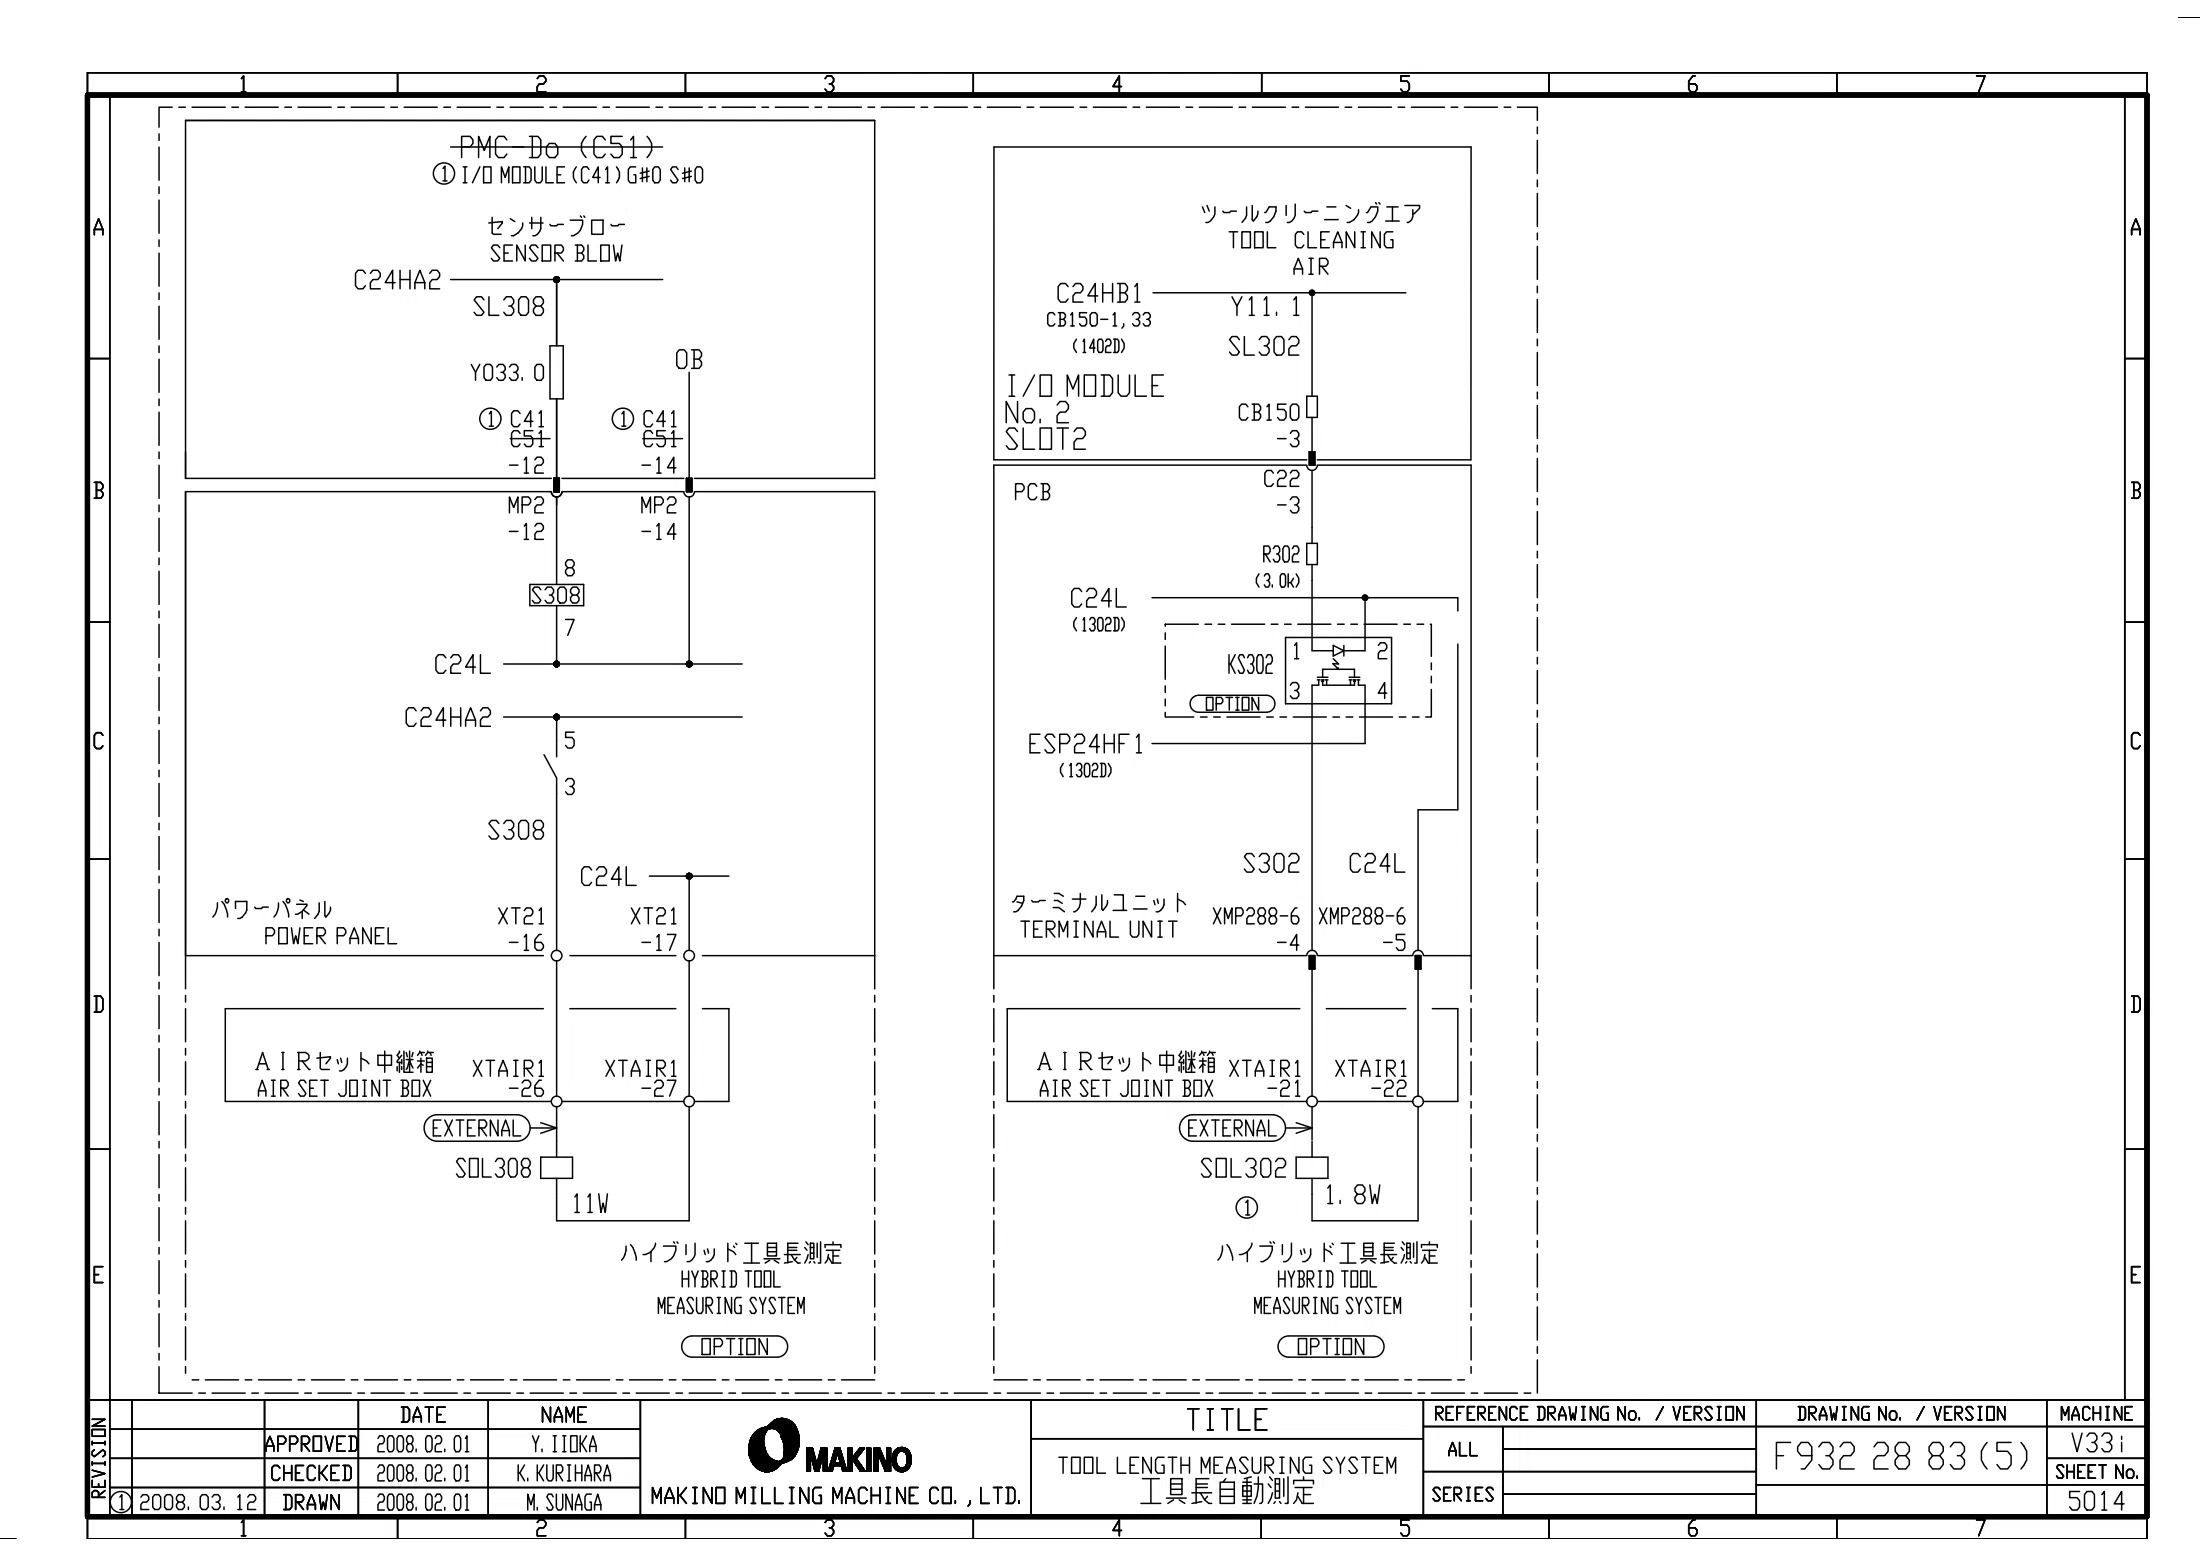 1 2 3 4 5 6 7
A
B
C
D
E
PMC-Do (C51)
① I/O MODULE (C41) G#0 S#0
センサーブロー
SENSOR BLOW
C24HA2
SL308
Y033.0
0B
① C41
C51
-12
① C41
C51
-14
MP2
-12
MP2
-14
8
S308
7
C24L
C24HA2
5
3
S308
C24L
パワーパネル
POWER PANEL
XT21
-16
XT21
-17
AIRセット中継箱
AIR SET JOINT BOX
XTAIR1
-26
XTAIR1
-27
EXTERNAL
SOL308
11W
ハイブリッド工具長測定
HYBRID TOOL
MEASURING SYSTEM
OPTION
ツールクリーニングエア
TOOL CLEANING
AIR
C24HB1
CB150-1,33
(1402D)
Y11.1
SL302
I/O MODULE
No.2
SLOT2
CB150
-3
PCB
C22
-3
R302
(3.0k)
C24L
(1302D)
KS302
1 2
3 4
OPTION
ESP24HF1
(1302D)
S302
C24L
ターミナルユニット
TERMINAL UNIT
XMP288-6
-4
XMP288-6
-5
AIRセット中継箱
AIR SET JOINT BOX
XTAIR1
-21
XTAIR1
-22
EXTERNAL
SOL302
①
1.8W
ハイブリッド工具長測定
HYBRID TOOL
MEASURING SYSTEM
OPTION
A
B
C
D
E
REVISION
① 2008.03.12
DATE NAME
APPROVED 2008.02.01 Y.IIOKA
CHECKED 2008.02.01 K.KURIHARA
DRAWN 2008.02.01 M.SUNAGA
MAKINO
MAKINO MILLING MACHINE CO.,LTD.
TITLE
TOOL LENGTH MEASURING SYSTEM
工具長自動測定
REFERENCE DRAWING No. / VERSION
ALL
SERIES
DRAWING No. / VERSION
F932 28 83(5)
MACHINE
V33i
SHEET No.
5014
1 2 3 4 5 6 7